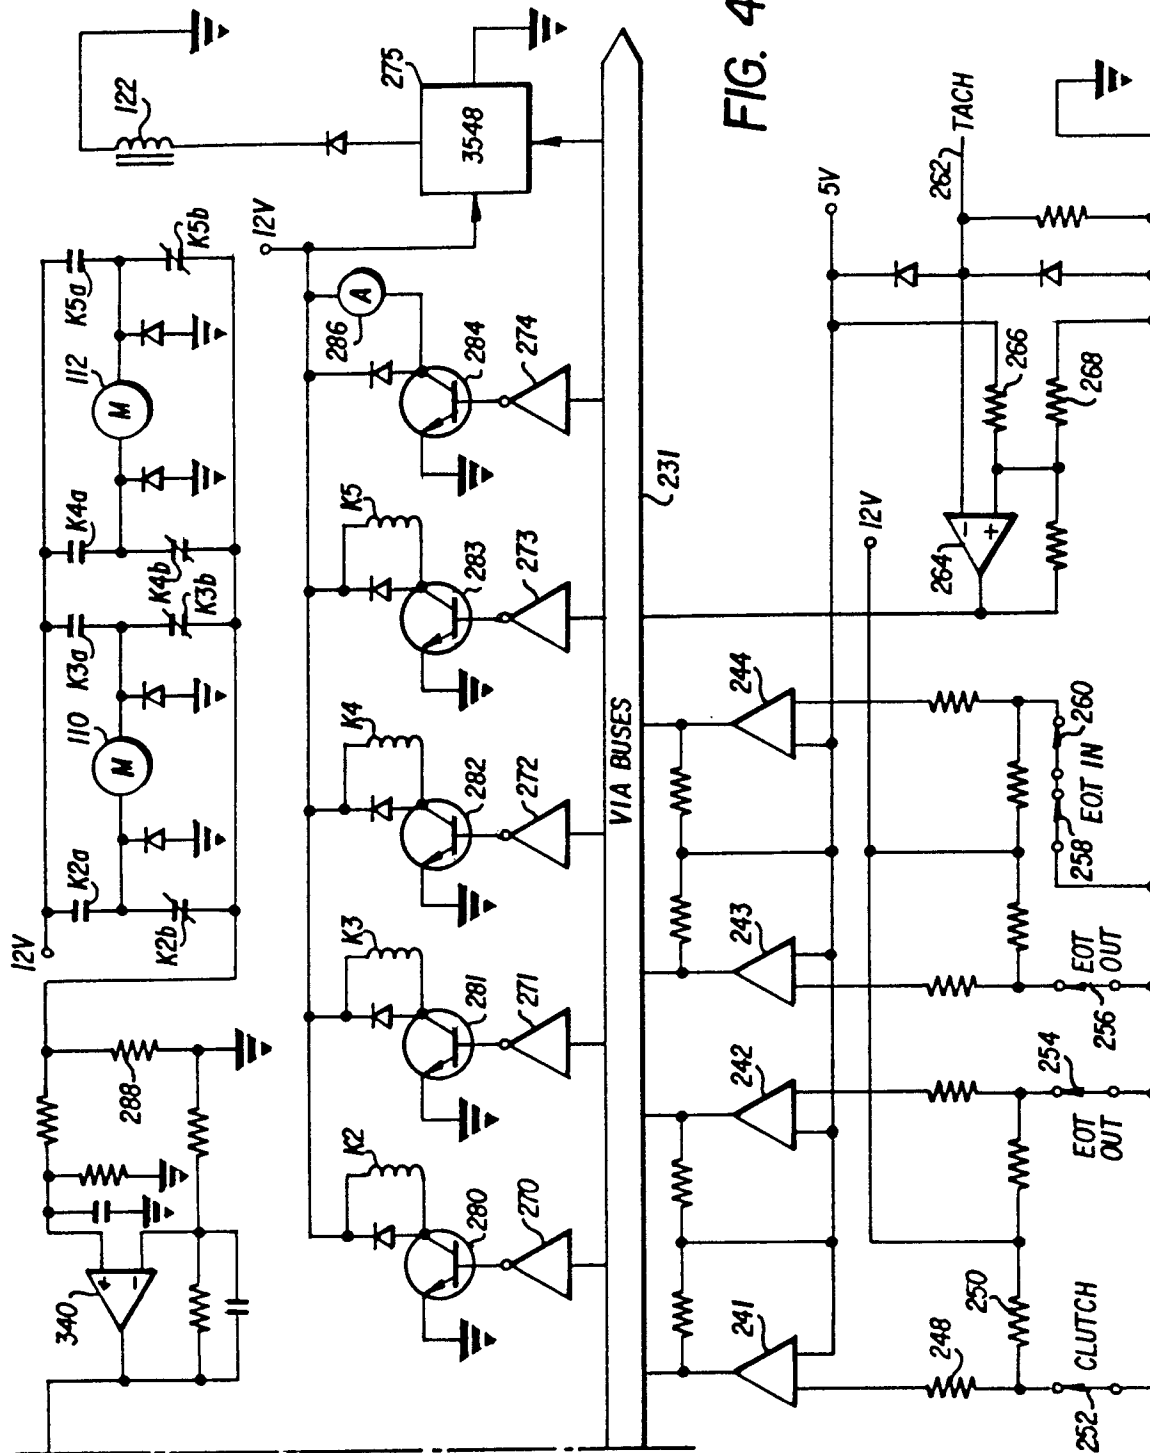 FIG. 4
122
275
3548
12V
K5a
K5b
112
M
K4a
K4b
K3b
K3a
110
M
K2a
K2b
12V
A
286
284
274
K5
283
273
K4
282
272
K3
281
271
K2
280
270
288
340
+
-
VIA BUSES
231
5V
262
TACH
266
268
-
+
264
12V
244
243
242
241
260
EOT IN
258
EOT
OUT
256
254
EOT
OUT
250
248
CLUTCH
252